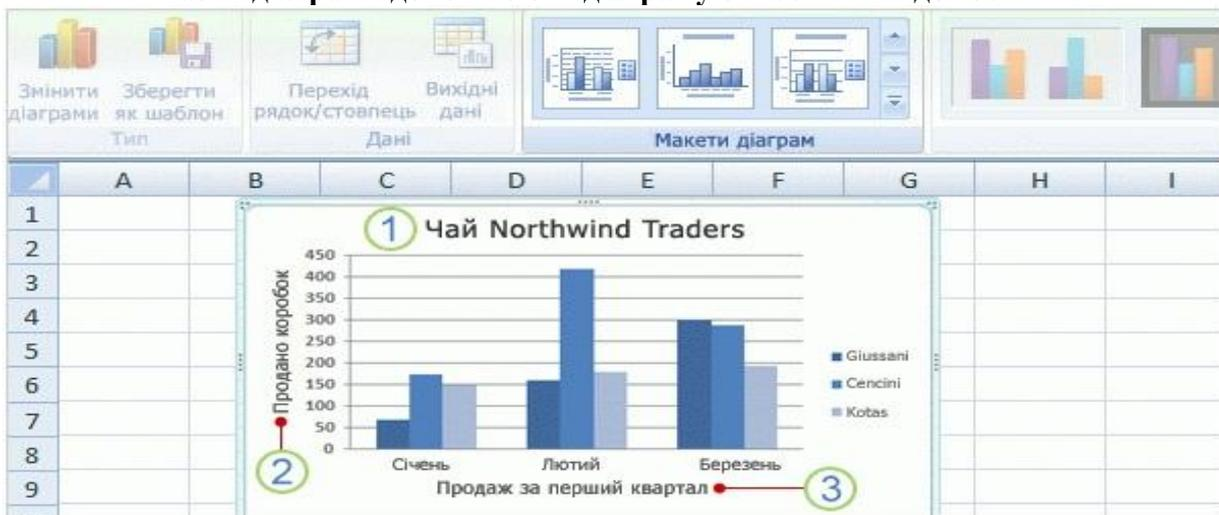 Змінити діаграми
Зберегти як шаблон
Тип
Перехід рядок/стовпець
Вихідні дані
Дані
Макети діаграм
A B C D E F G H I
1
2
3
4
5
6
7
8
9
1 Чай Northwind Traders
450
400
350
300
250
200
150
100
50
0
Продано коробок
2
Giussani
Cencini
Kotas
Січень Лютий Березень
Продаж за перший квартал 3